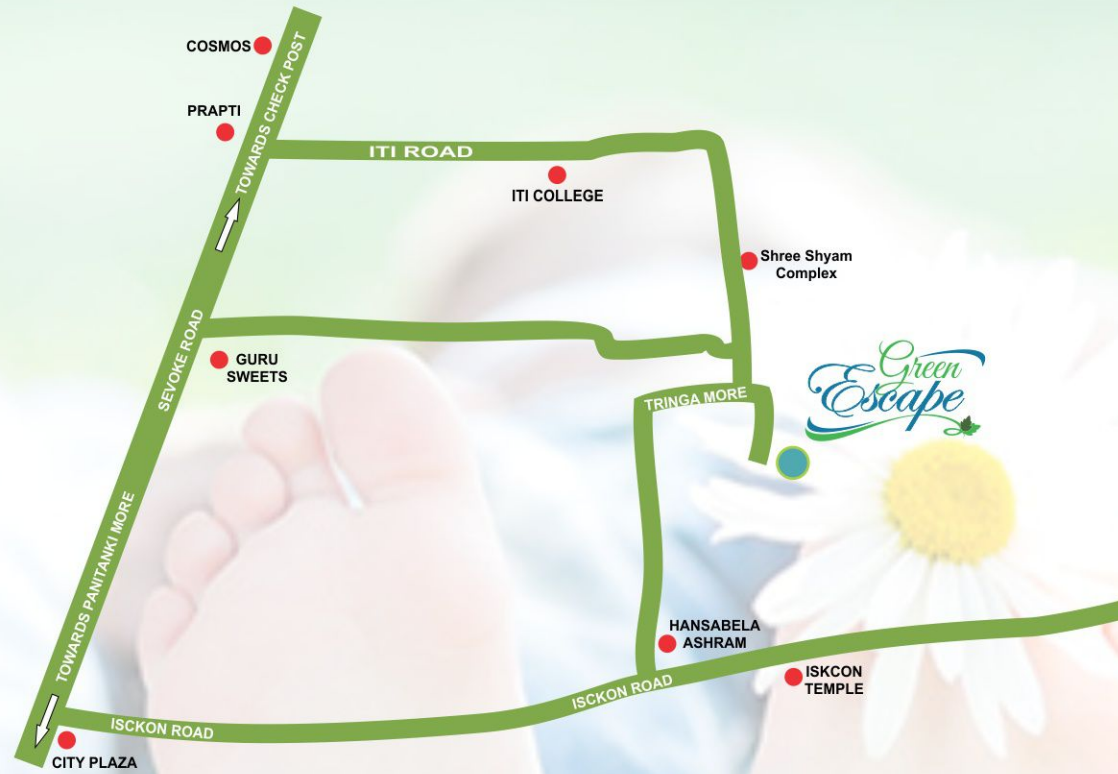 COSMOS
TOWARDS CHECK POST
PRAPTI
ITI ROAD
ITI COLLEGE
Shree Shyam
Complex
SEVOKE ROAD
GURU
SWEETS
Green
Escape
TRINGA MORE
TOWARDS PANITANKI MORE
HANSABELA
ASHRAM
ISKCON
TEMPLE
ISCKON ROAD
ISCKON ROAD
CITY PLAZA